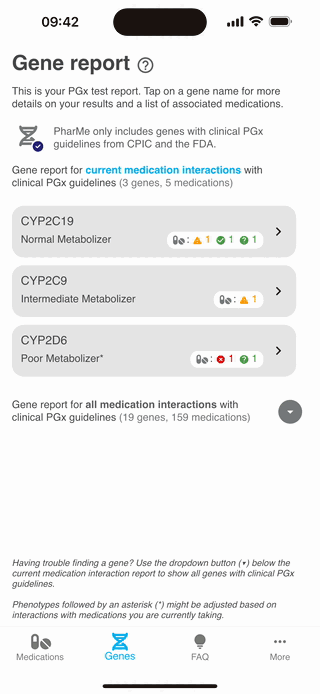 09:42
Gene report ?
This is your PGx test report. Tap on a gene name for more
details on your results and a list of associated medications.
PharMe only includes genes with clinical PGx
guidelines from CPIC and the FDA.
Gene report for current medication interactions with
clinical PGx guidelines (3 genes, 5 medications)
CYP2C19
Normal Metabolizer
: 1 1 ? 1
CYP2C9
Intermediate Metabolizer
: 1
CYP2D6
Poor Metabolizer*
: 1 ? 1
Gene report for all medication interactions with
clinical PGx guidelines (19 genes, 159 medications)
Having trouble finding a gene? Use the dropdown button (▾) below the
current medication interaction report to show all genes with clinical PGx
guidelines.
Phenotypes followed by an asterisk (*) might be adjusted based on
interactions with medications you are currently taking.
Medications
Genes
FAQ
More